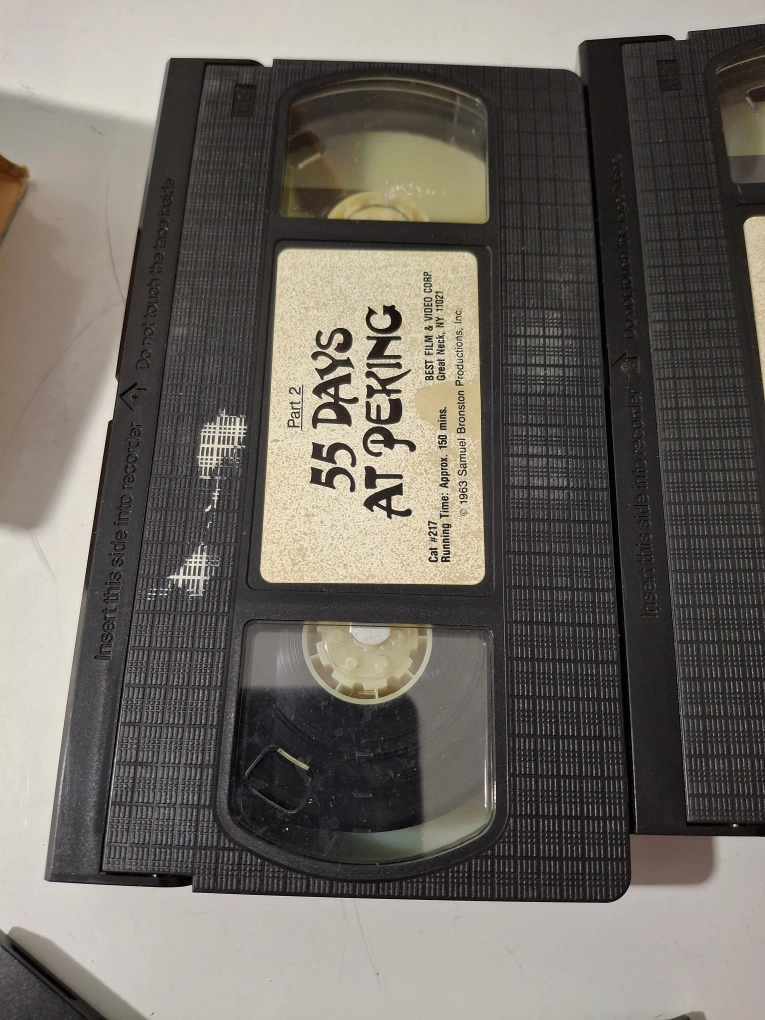 Part 2
55 DAYS
AT PEKING
Cat #217
Running Time: Approx. 150 mins.
BEST FILM & VIDEO CORP.
Great Neck, NY 11021
© 1963 Samuel Bronston Productions, Inc.
Insert this side into recorder
Do not touch the tape inside
Insert this side into recorder
Do not touch the tape inside